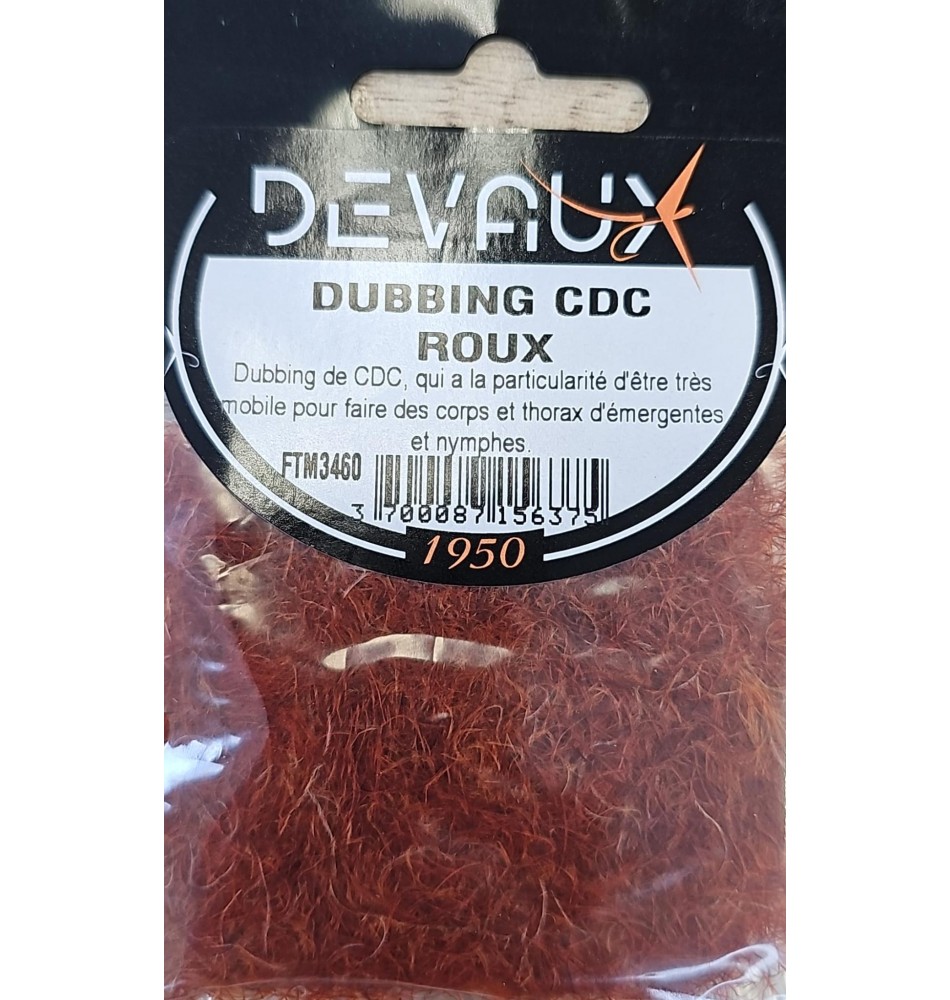 DEVAUX
DUBBING CDC
ROUX
Dubbing de CDC, qui a la particularité d'être très
mobile pour faire des corps et thorax d'émergentes
et nymphes.
FTM3460
3 700087 156375
1950